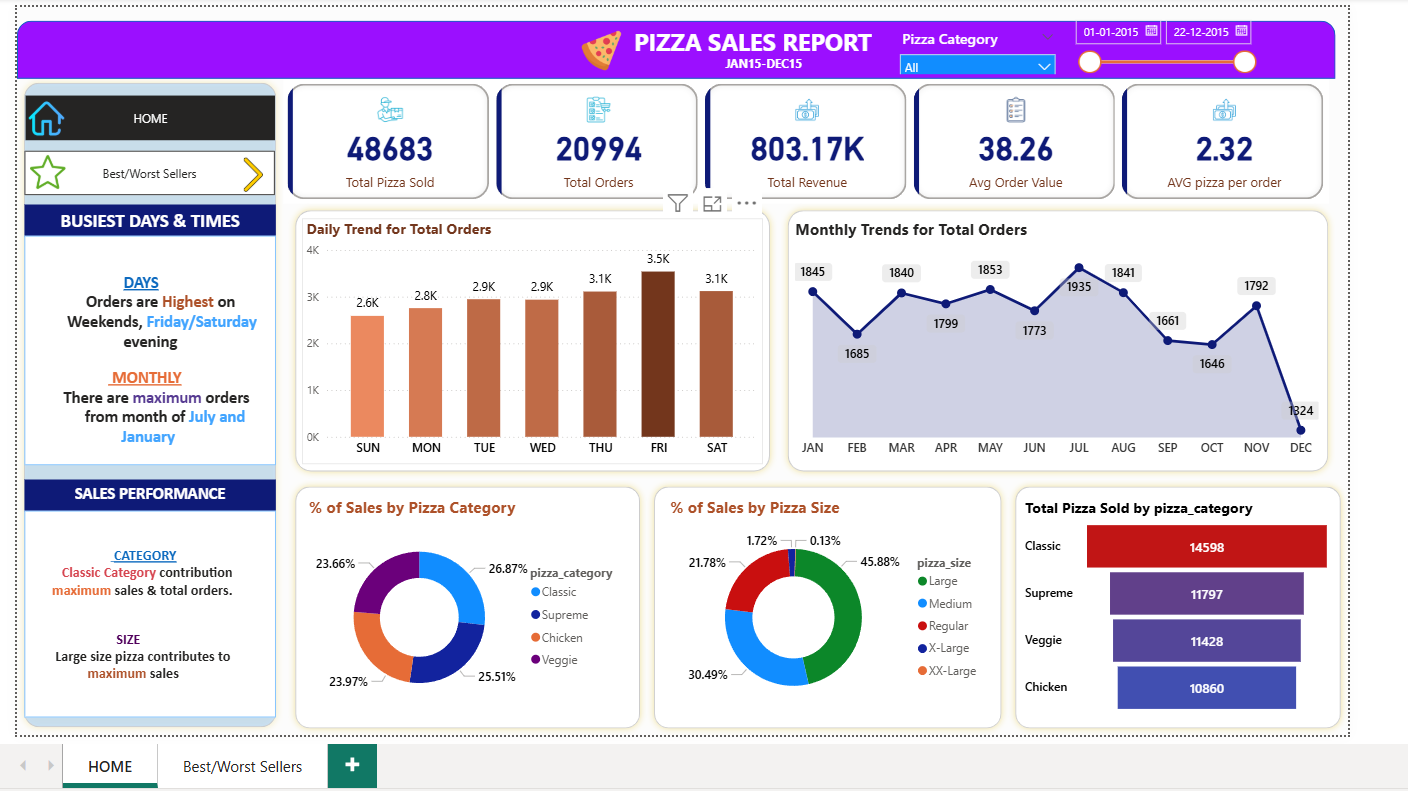 PIZZA SALES REPORT
JAN15-DEC15
Pizza Category
All
01-01-2015
22-12-2015
HOME
Best/Worst Sellers
48683
Total Pizza Sold
20994
Total Orders
803.17K
Total Revenue
38.26
Avg Order Value
2.32
AVG pizza per order
BUSIEST DAYS & TIMES
DAYS
Orders are Highest on
Weekends, Friday/Saturday
evening
MONTHLY
There are maximum orders
from month of July and
January
SALES PERFORMANCE
CATEGORY
Classic Category contribution
maximum sales & total orders.
SIZE
Large size pizza contributes to
maximum sales
Daily Trend for Total Orders
4K
3K
2K
1K
0K
2.6K
2.8K
2.9K
2.9K
3.1K
3.5K
3.1K
SUN MON TUE WED THU FRI SAT
Monthly Trends for Total Orders
1845
1685
1840
1799
1853
1773
1935
1841
1661
1646
1792
1324
JAN FEB MAR APR MAY JUN JUL AUG SEP OCT NOV DEC
% of Sales by Pizza Category
23.66%
26.87%
23.97%
25.51%
pizza_category
Classic
Supreme
Chicken
Veggie
% of Sales by Pizza Size
1.72%
0.13%
21.78%
45.88%
30.49%
pizza_size
Large
Medium
Regular
X-Large
XX-Large
Total Pizza Sold by pizza_category
Classic 14598
Supreme 11797
Veggie 11428
Chicken 10860
HOME
Best/Worst Sellers